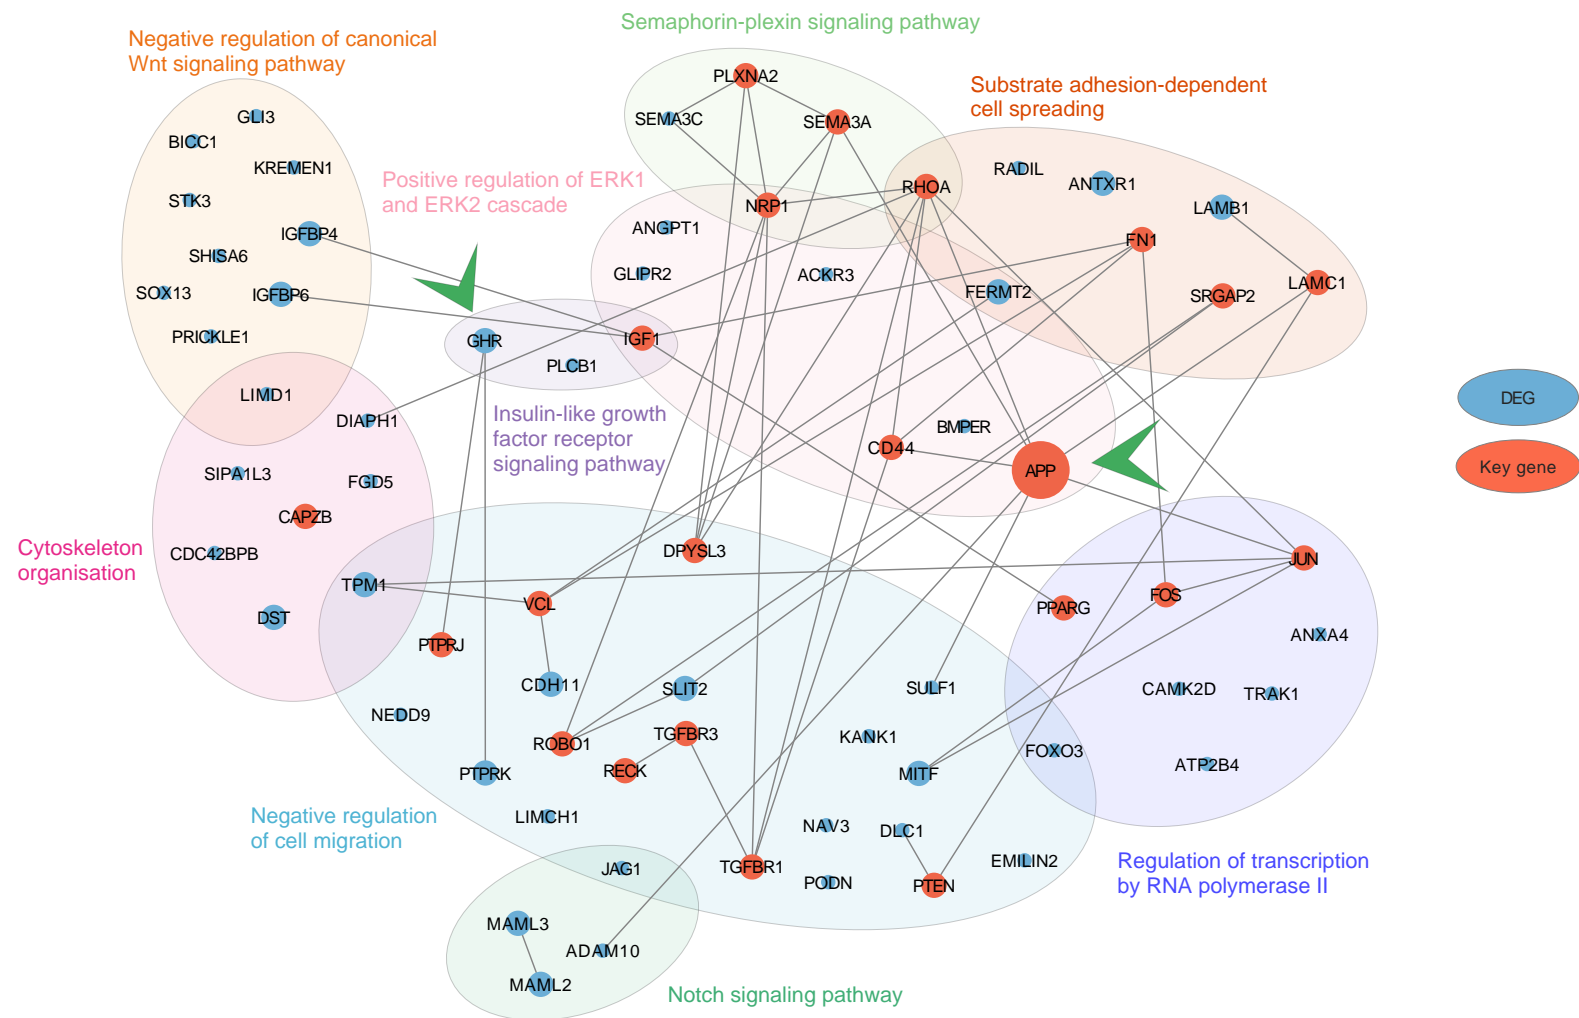 Semaphorin-plexin signaling pathway
Negative regulation of canonical
Wnt signaling pathway
PLXNA2
Substrate adhesion-dependent
cell spreading
GLI3
SEMA3C
SEMA3A
BICC1
KREMEN1
RADIL
ANTXR1
Positive regulation of ERK1
and ERK2 cascade
RHOA
STK3
NRP1
LAMB1
ANGPT1
IGFBP4
FN1
SHISA6
GLIPR2
ACKR3
LAMC1
SOX13
IGFBP6
FERMT2
SRGAP2
PRICKLE1
GHR
IGF1
PLCB1
LIMD1
DEG
DIAPH1
Insulin-like growth
factor receptor
signaling pathway
BMPER
CD44
SIPA1L3
FGD5
APP
Key gene
CAPZB
Cytoskeleton
organisation
CDC42BPB
DPYSL3
JUN
TPM1
VCL
FOS
PPARG
DST
ANXA4
PTPRJ
CDH11
SLIT2
SULF1
CAMK2D
TRAK1
NEDD9
ROBO1
TGFBR3
KANK1
FOXO3
PTPRK
RECK
MITF
ATP2B4
Negative regulation
of cell migration
LIMCH1
NAV3
DLC1
JAG1
TGFBR1
PODN
PTEN
EMILIN2
Regulation of transcription
by RNA polymerase II
MAML3
ADAM10
MAML2
Notch signaling pathway